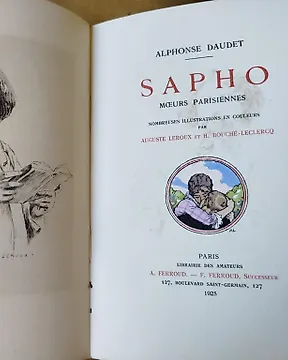 ALPHONSE DAUDET
SAPHO
MŒURS PARISIENNES
NOMBREUSES ILLUSTRATIONS EN COULEURS
PAR
AUGUSTE LEROUX ET H. BOUCHÉ-LECLERCQ
PARIS
LIBRAIRIE DES AMATEURS
A. FERROUD. — F. FERROUD, SUCCESSEUR
127, BOULEVARD SAINT-GERMAIN, 127
1925